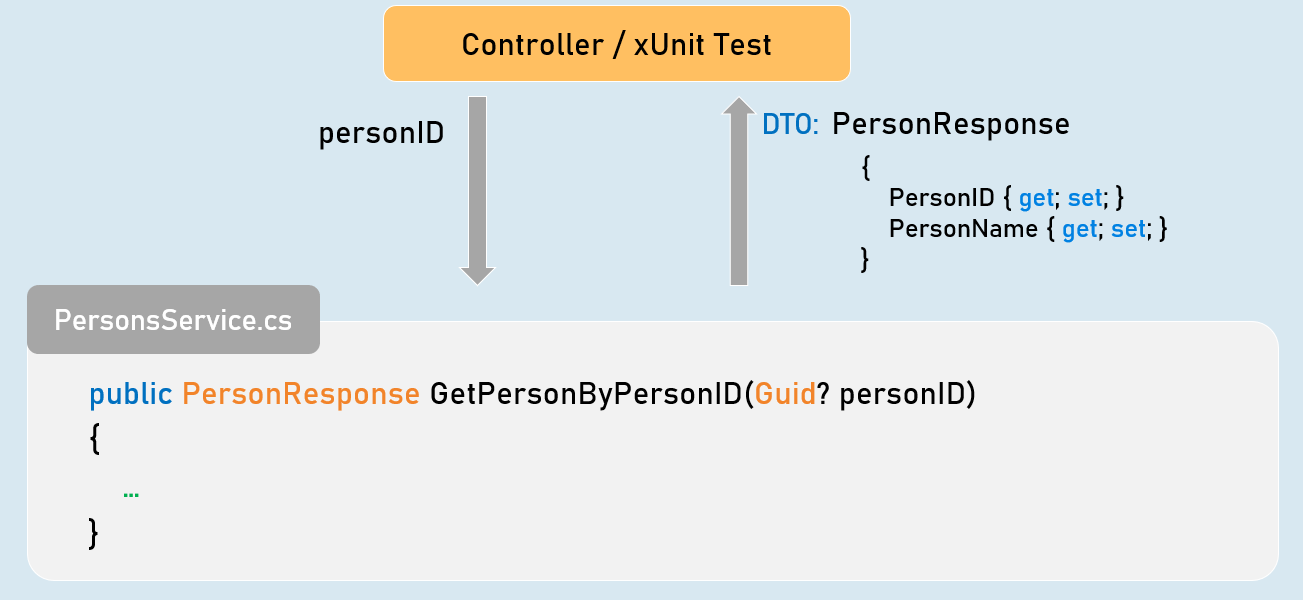 Controller / xUnit Test
personID
DTO: PersonResponse
{
PersonID { get; set; }
PersonName { get; set; }
}
PersonsService.cs
public PersonResponse GetPersonByPersonID(Guid? personID)
{
...
}